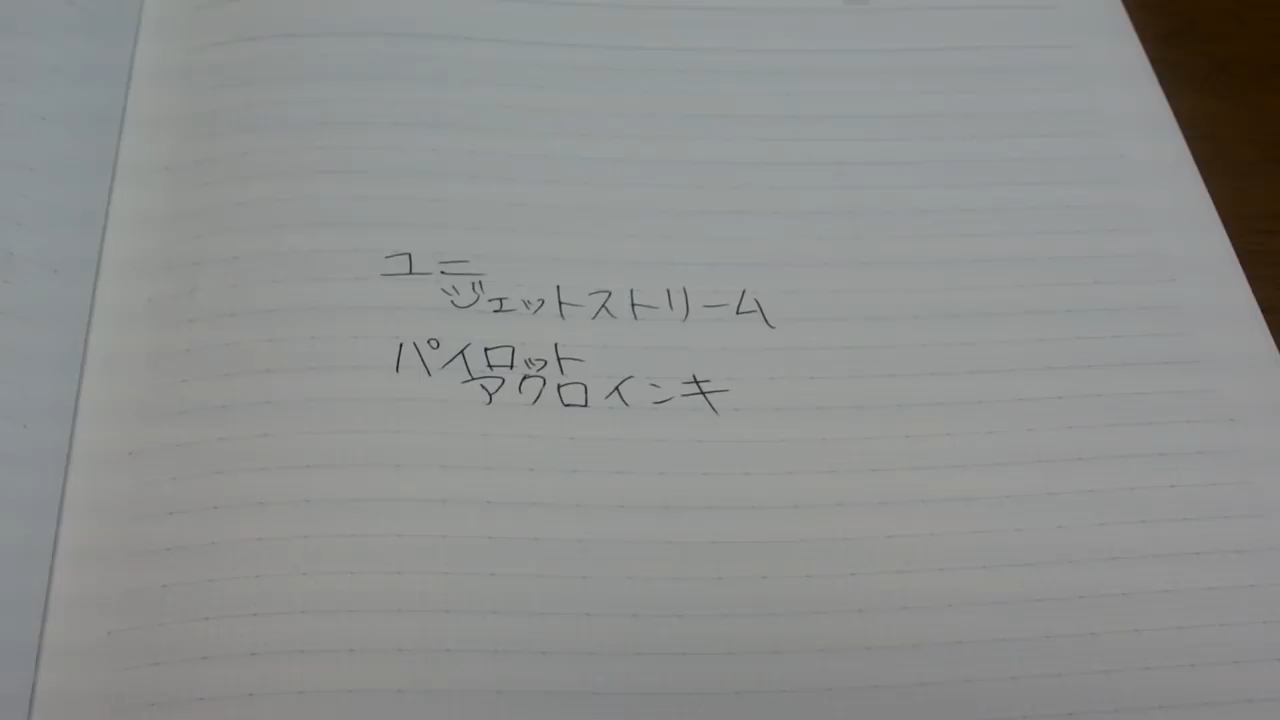 ユニ
ジェットストリーム
パイロット
アクロインキ